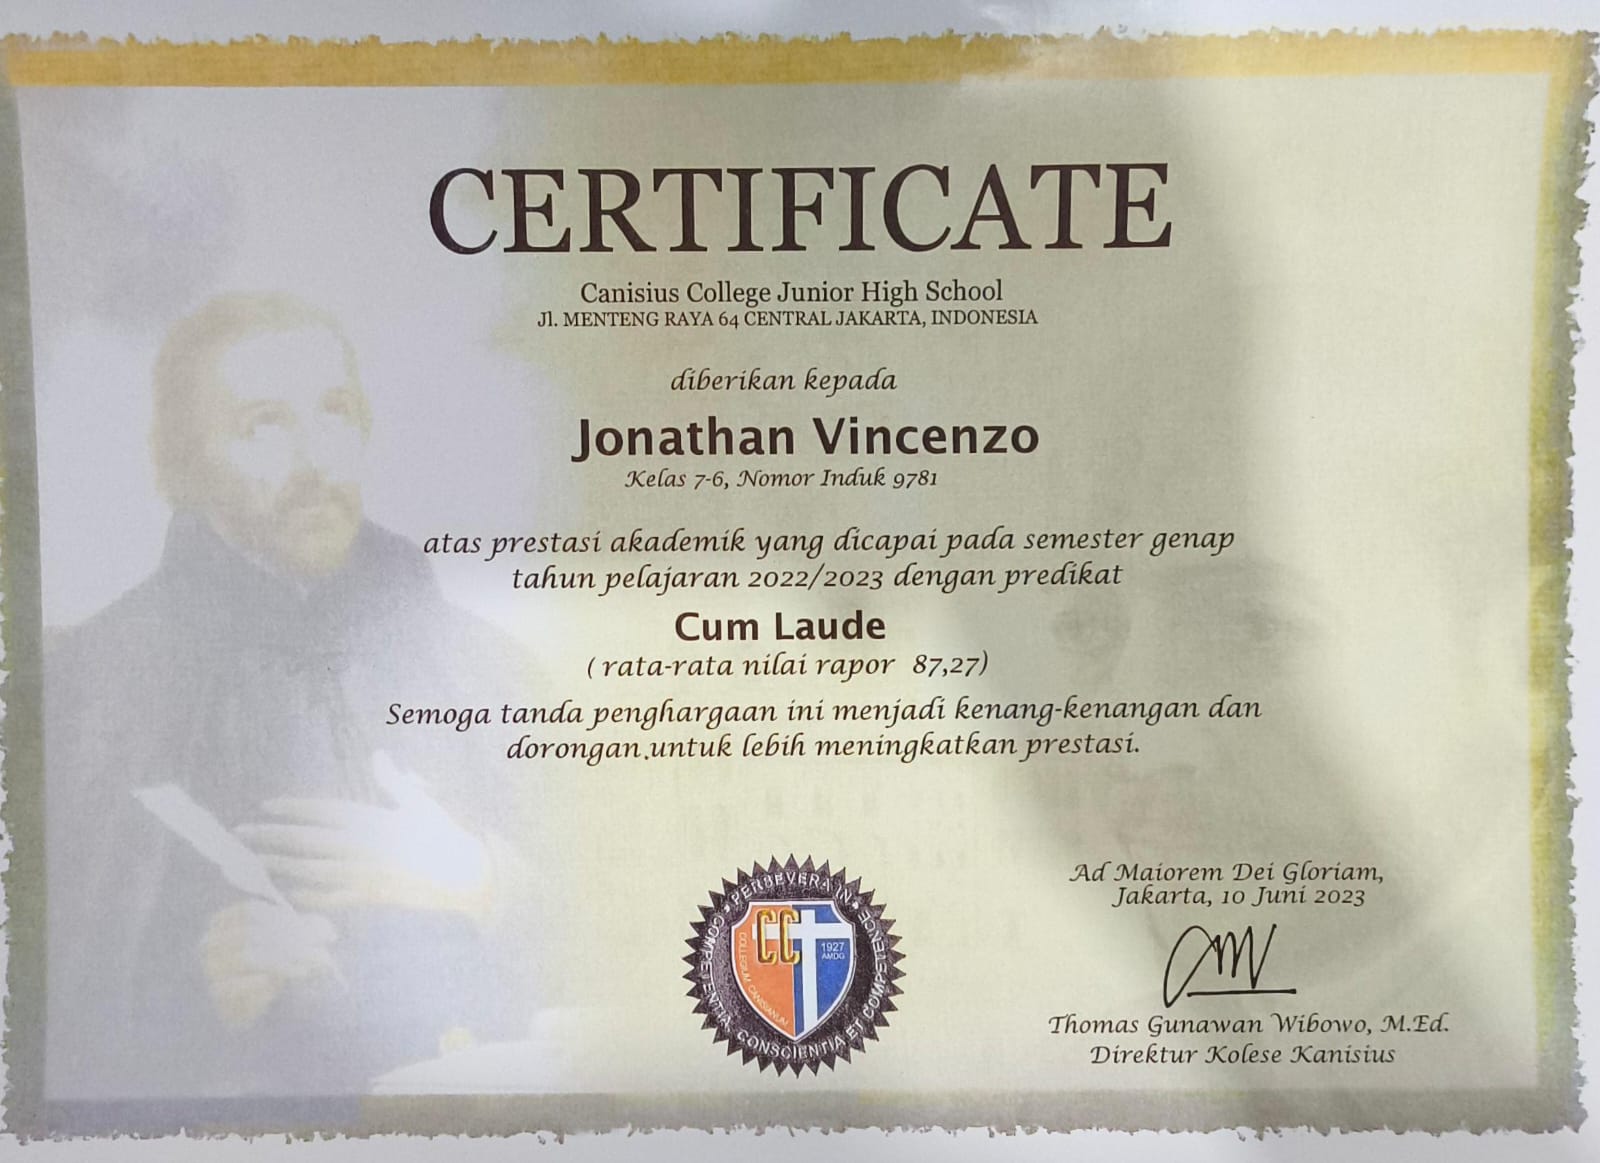 CERTIFICATE
Canisius College Junior High School
Jl. MENTENG RAYA 64 CENTRAL JAKARTA, INDONESIA
diberikan kepada
Jonathan Vincenzo
Kelas 7-6, Nomor Induk 9781
atas prestasi akademik yang dicapai pada semester genap
tahun pelajaran 2022/2023 dengan predikat
Cum Laude
( rata-rata nilai rapor 87,27)
Semoga tanda penghargaan ini menjadi kenang-kenangan dan
dorongan untuk lebih meningkatkan prestasi.
PERSEVERA IN
COMPETENTIA CONSCIENTIA ET COMPETENCE
CC
1927
AMDG
COLLEGIUM CANISIANUM
Ad Maiorem Dei Gloriam,
Jakarta, 10 Juni 2023
Thomas Gunawan Wibowo, M.Ed.
Direktur Kolese Kanisius